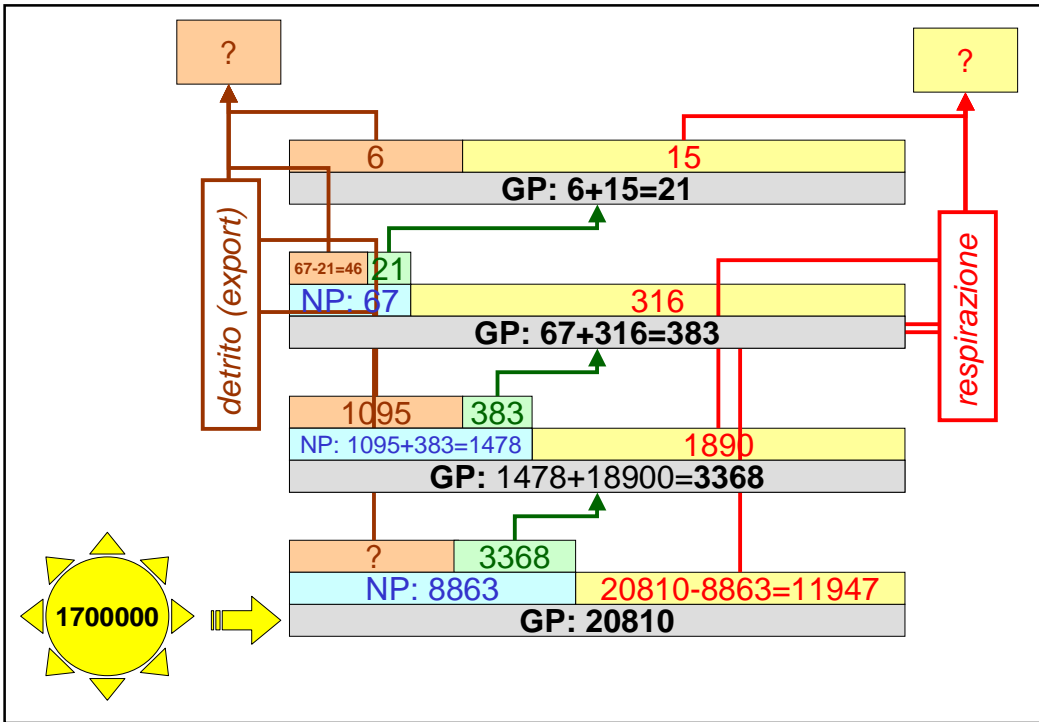 ?
?
6
15
GP: 6+15=21
detrito (export)
respirazione
67-21=46
21
NP: 67
316
GP: 67+316=383
1095
383
NP: 1095+383=1478
1890
GP: 1478+18900=3368
?
3368
NP: 8863
20810-8863=11947
GP: 20810
1700000